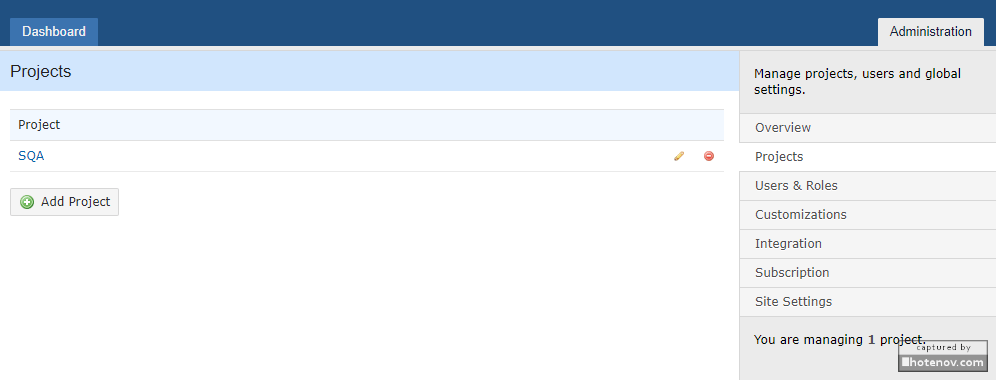 Dashboard
Administration
Projects
Project
SQA
Add Project
Manage projects, users and global
settings.
Overview
Projects
Users & Roles
Customizations
Integration
Subscription
Site Settings
You are managing 1 project.
captured by
hotenov.com